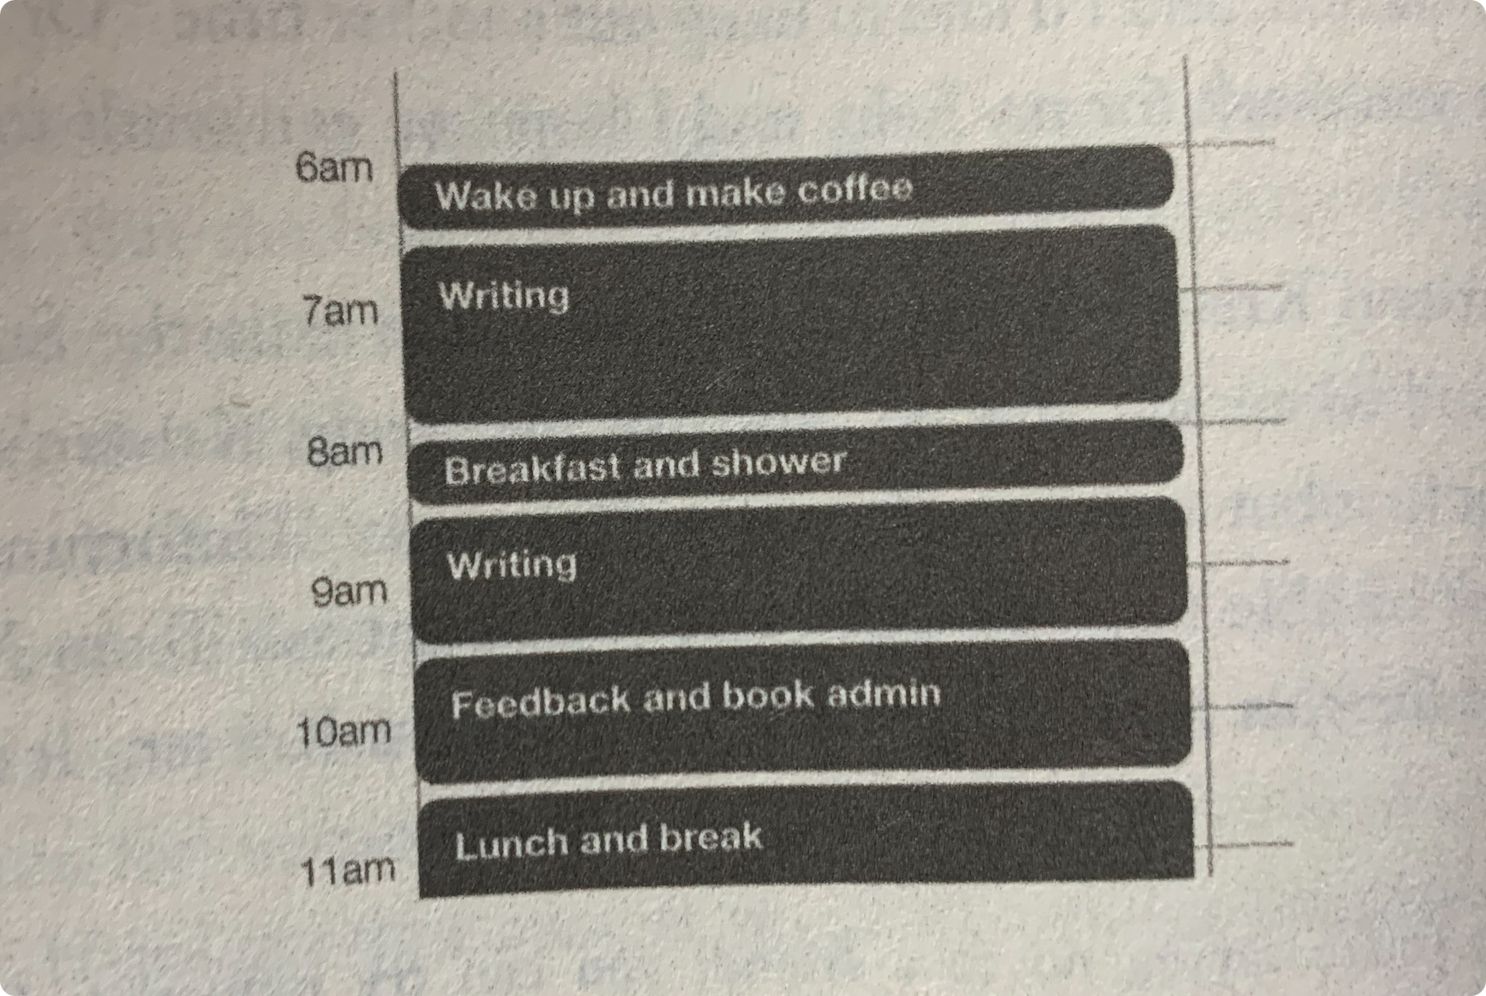 6am
Wake up and make coffee
7am
Writing
8am
Breakfast and shower
Writing
9am
Feedback and book admin
10am
Lunch and break
11am